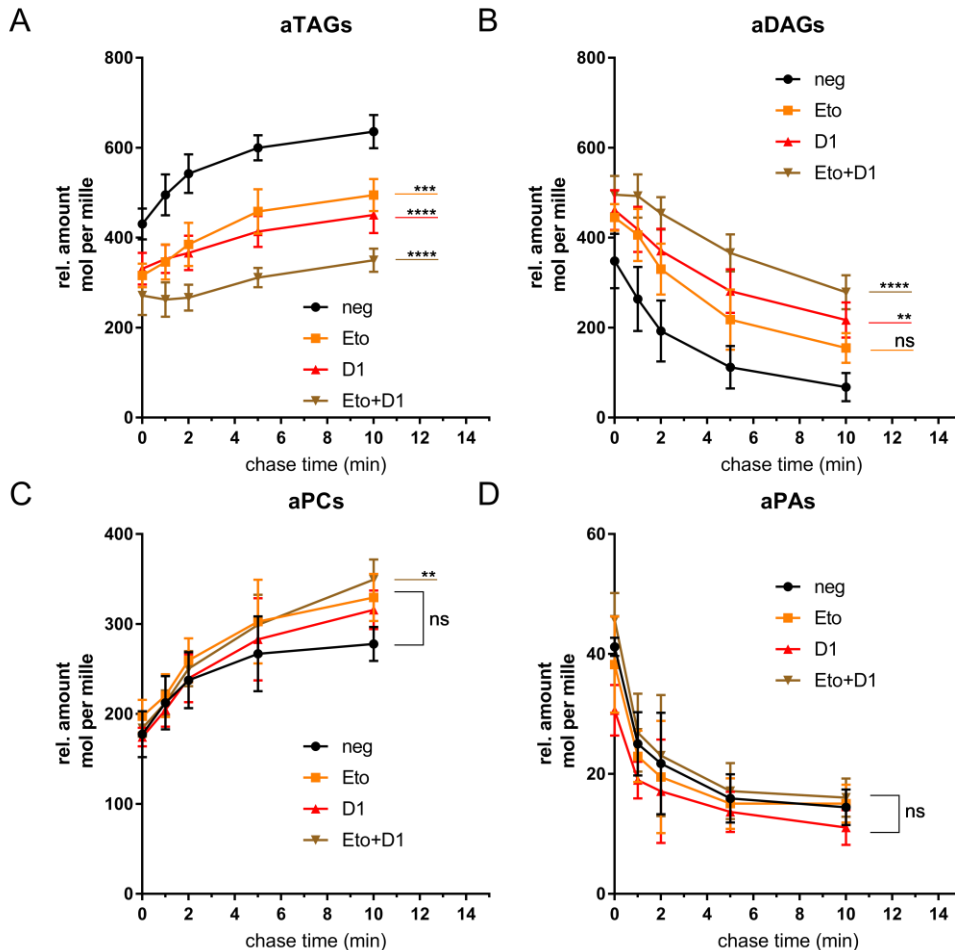 A
aTAGs
rel. amount
mol per mille
800
600
400
200
0
***
****
****
neg
Eto
D1
Eto+D1
0 2 4 6 8 10 12 14
chase time (min)
B
aDAGs
rel. amount
mol per mille
800
600
400
200
0
neg
Eto
D1
Eto+D1
****
**
ns
0 2 4 6 8 10 12 14
chase time (min)
C
aPCs
rel. amount
mol per mille
400
300
200
100
0
**
ns
neg
Eto
D1
Eto+D1
0 2 4 6 8 10 12 14
chase time (min)
D
aPAs
rel. amount
mol per mille
60
40
20
0
neg
Eto
D1
Eto+D1
ns
0 2 4 6 8 10 12 14
chase time (min)